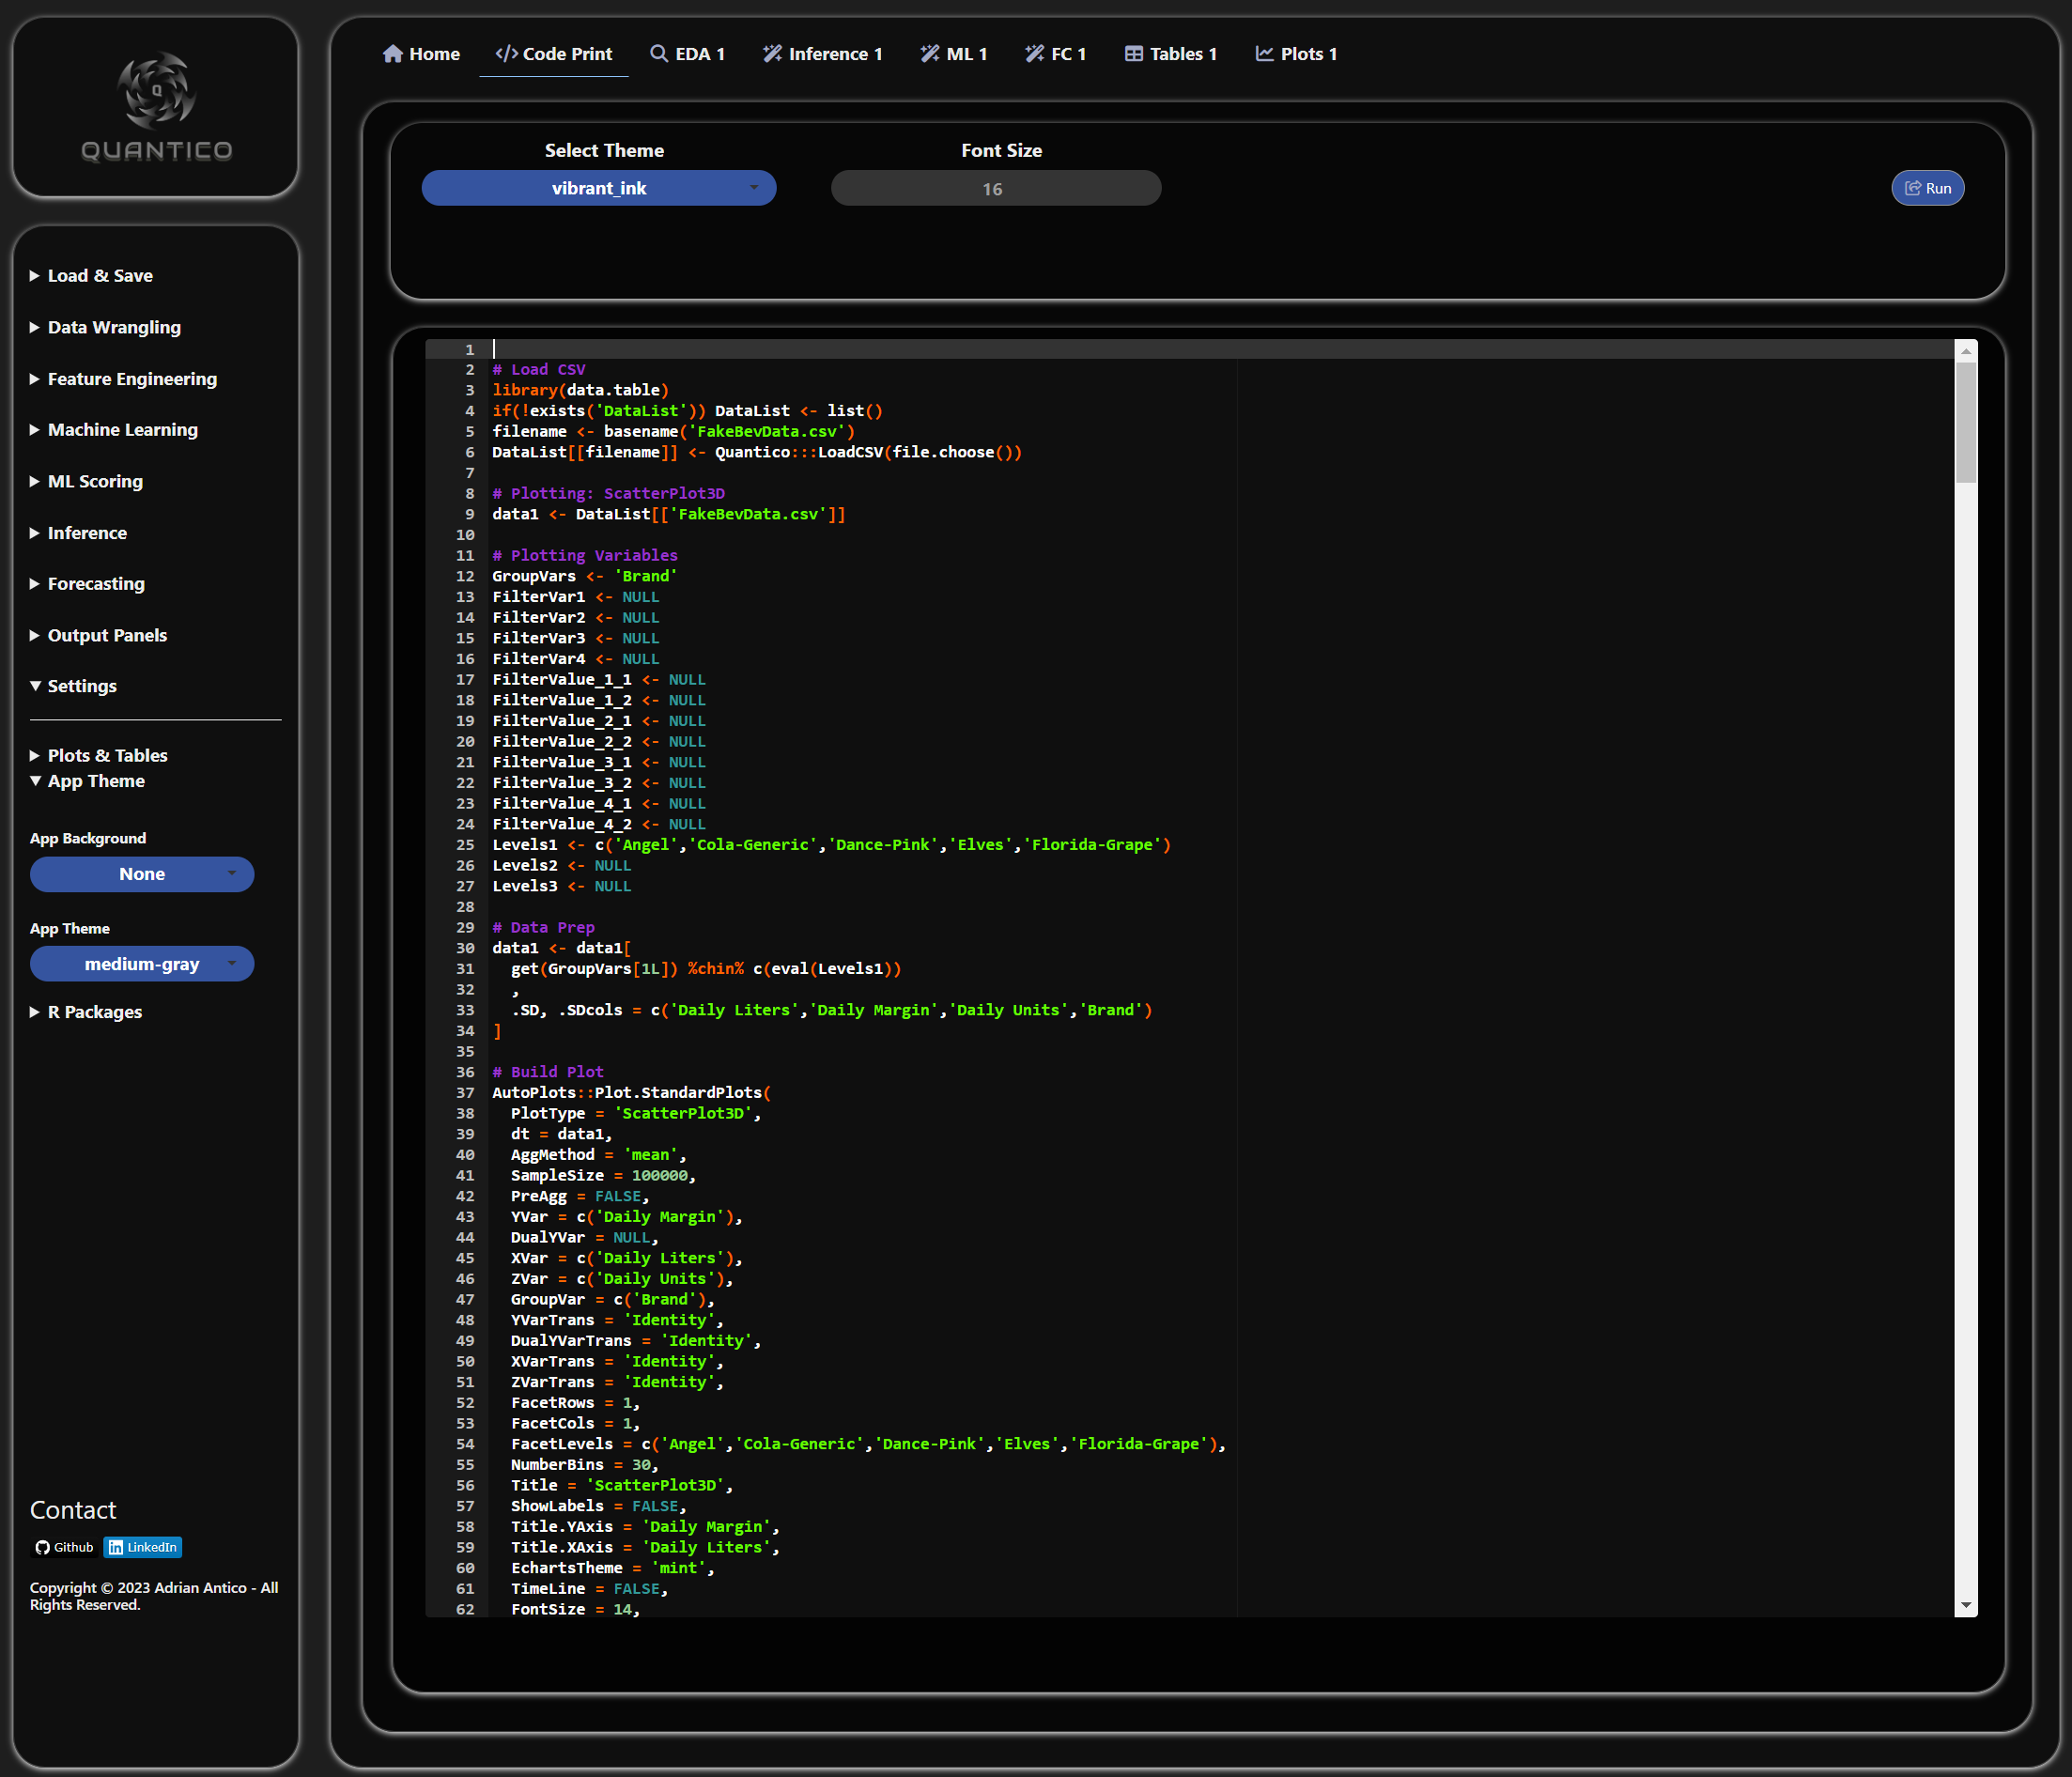 Q
QUANTICO
Load & Save
Data Wrangling
Feature Engineering
Machine Learning
ML Scoring
Inference
Forecasting
Output Panels
Settings
Plots & Tables
App Theme
App Background
None
App Theme
medium-gray
R Packages
Contact
Github LinkedIn
Copyright © 2023 Adrian Antico - All
Rights Reserved.
Home Code Print EDA 1 Inference 1 ML 1 FC 1 Tables 1 Plots 1
Select Theme Font Size
vibrant_ink 16 Run
1
2 # Load CSV
3 library(data.table)
4 if(!exists('DataList')) DataList <- list()
5 filename <- basename('FakeBevData.csv')
6 DataList[[filename]] <- Quantico:::LoadCSV(file.choose())
7
8 # Plotting: ScatterPlot3D
9 data1 <- DataList[['FakeBevData.csv']]
10
11 # Plotting Variables
12 GroupVars <- 'Brand'
13 FilterVar1 <- NULL
14 FilterVar2 <- NULL
15 FilterVar3 <- NULL
16 FilterVar4 <- NULL
17 FilterValue_1_1 <- NULL
18 FilterValue_1_2 <- NULL
19 FilterValue_2_1 <- NULL
20 FilterValue_2_2 <- NULL
21 FilterValue_3_1 <- NULL
22 FilterValue_3_2 <- NULL
23 FilterValue_4_1 <- NULL
24 FilterValue_4_2 <- NULL
25 Levels1 <- c('Angel','Cola-Generic','Dance-Pink','Elves','Florida-Grape')
26 Levels2 <- NULL
27 Levels3 <- NULL
28
29 # Data Prep
30 data1 <- data1[
31 get(GroupVars[1L]) %chin% c(eval(Levels1))
32 ,
33 .SD, .SDcols = c('Daily Liters','Daily Margin','Daily Units','Brand')
34 ]
35
36 # Build Plot
37 AutoPlots::Plot.StandardPlots(
38 PlotType = 'ScatterPlot3D',
39 dt = data1,
40 AggMethod = 'mean',
41 SampleSize = 100000,
42 PreAgg = FALSE,
43 YVar = c('Daily Margin'),
44 DualYVar = NULL,
45 XVar = c('Daily Liters'),
46 ZVar = c('Daily Units'),
47 GroupVar = c('Brand'),
48 YVarTrans = 'Identity',
49 DualYVarTrans = 'Identity',
50 XVarTrans = 'Identity',
51 ZVarTrans = 'Identity',
52 FacetRows = 1,
53 FacetCols = 1,
54 FacetLevels = c('Angel','Cola-Generic','Dance-Pink','Elves','Florida-Grape'),
55 NumberBins = 30,
56 Title = 'ScatterPlot3D',
57 ShowLabels = FALSE,
58 Title.YAxis = 'Daily Margin',
59 Title.XAxis = 'Daily Liters',
60 EchartsTheme = 'mint',
61 TimeLine = FALSE,
62 FontSize = 14,